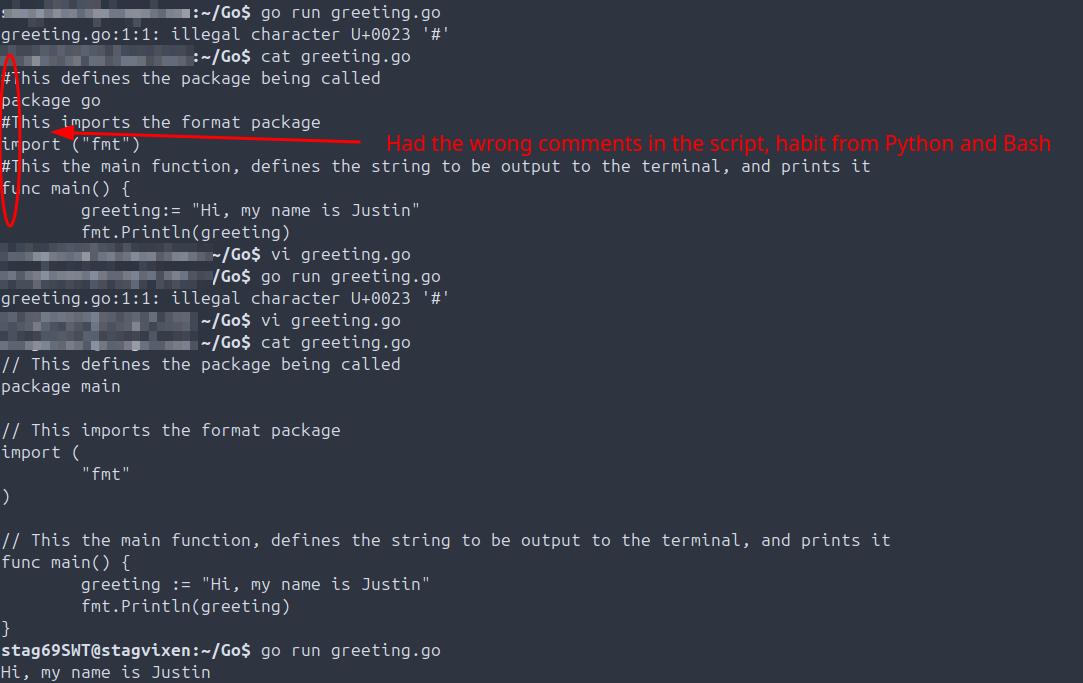 :~/Go$ go run greeting.go
greeting.go:1:1: illegal character U+0023 '#'
:~/Go$ cat greeting.go
#This defines the package being called
package go
#This imports the format package
import ("fmt")
Had the wrong comments in the script, habit from Python and Bash
#This the main function, defines the string to be output to the terminal, and prints it
func main() {
greeting:= "Hi, my name is Justin"
fmt.Println(greeting)
~/Go$ vi greeting.go
/Go$ go run greeting.go
greeting.go:1:1: illegal character U+0023 '#'
~/Go$ vi greeting.go
~/Go$ cat greeting.go
// This defines the package being called
package main
// This imports the format package
import (
"fmt"
)
// This the main function, defines the string to be output to the terminal, and prints it
func main() {
greeting := "Hi, my name is Justin"
fmt.Println(greeting)
}
stag69SWT@stagvixen:~/Go$ go run greeting.go
Hi, my name is Justin